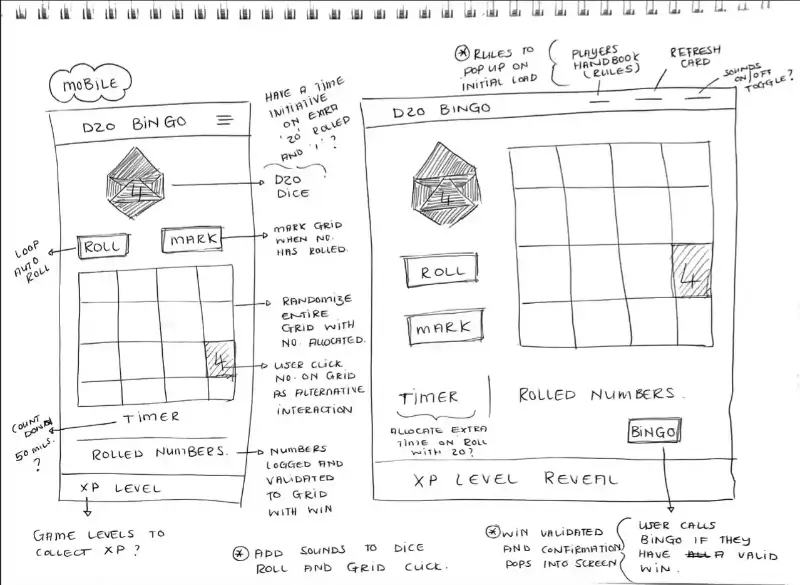 MOBILE
D20 BINGO
4
ROLL
MARK
4
TIMER
ROLLED NUMBERS.
XP LEVEL
LOOP
AUTO
ROLL
COUNT
DOWN
50 MILS.
?
GAME LEVELS TO
COLLECT XP?
HAVE A TIME
INITIATIVE
ON EXTRA
'20' ROLLED
AND '1'?
D20
DICE
MARK GRID
WHEN NO.
HAS ROLLED.
RANDOMIZE
ENTIRE
GRID WITH
NO. ALLOCATED.
USER CLICK
NO. ON GRID
AS ALTERNATIVE
INTERACTION
NUMBERS
LOGGED AND
VALIDATED
TO GRID
WITH WIN
* ADD SOUNDS TO DICE
ROLL AND GRID CLICK.
* RULES TO
POP UP ON
INITIAL LOAD
PLAYERS
HANDBOOK
(RULES)
REFRESH
CARD
SOUNDS
ON/OFF
TOGGLE?
D20 BINGO
4
ROLL
MARK
4
TIMER
ALLOCATE EXTRA
TIME ON ROLL
WITH 20?
ROLLED NUMBERS.
BINGO
XP LEVEL REVEAL
* WIN VALIDATED
AND CONFIRMATION
POPS INTO SCREEN
USER CALLS
BINGO IF THEY
HAVE ALL A VALID
WIN.